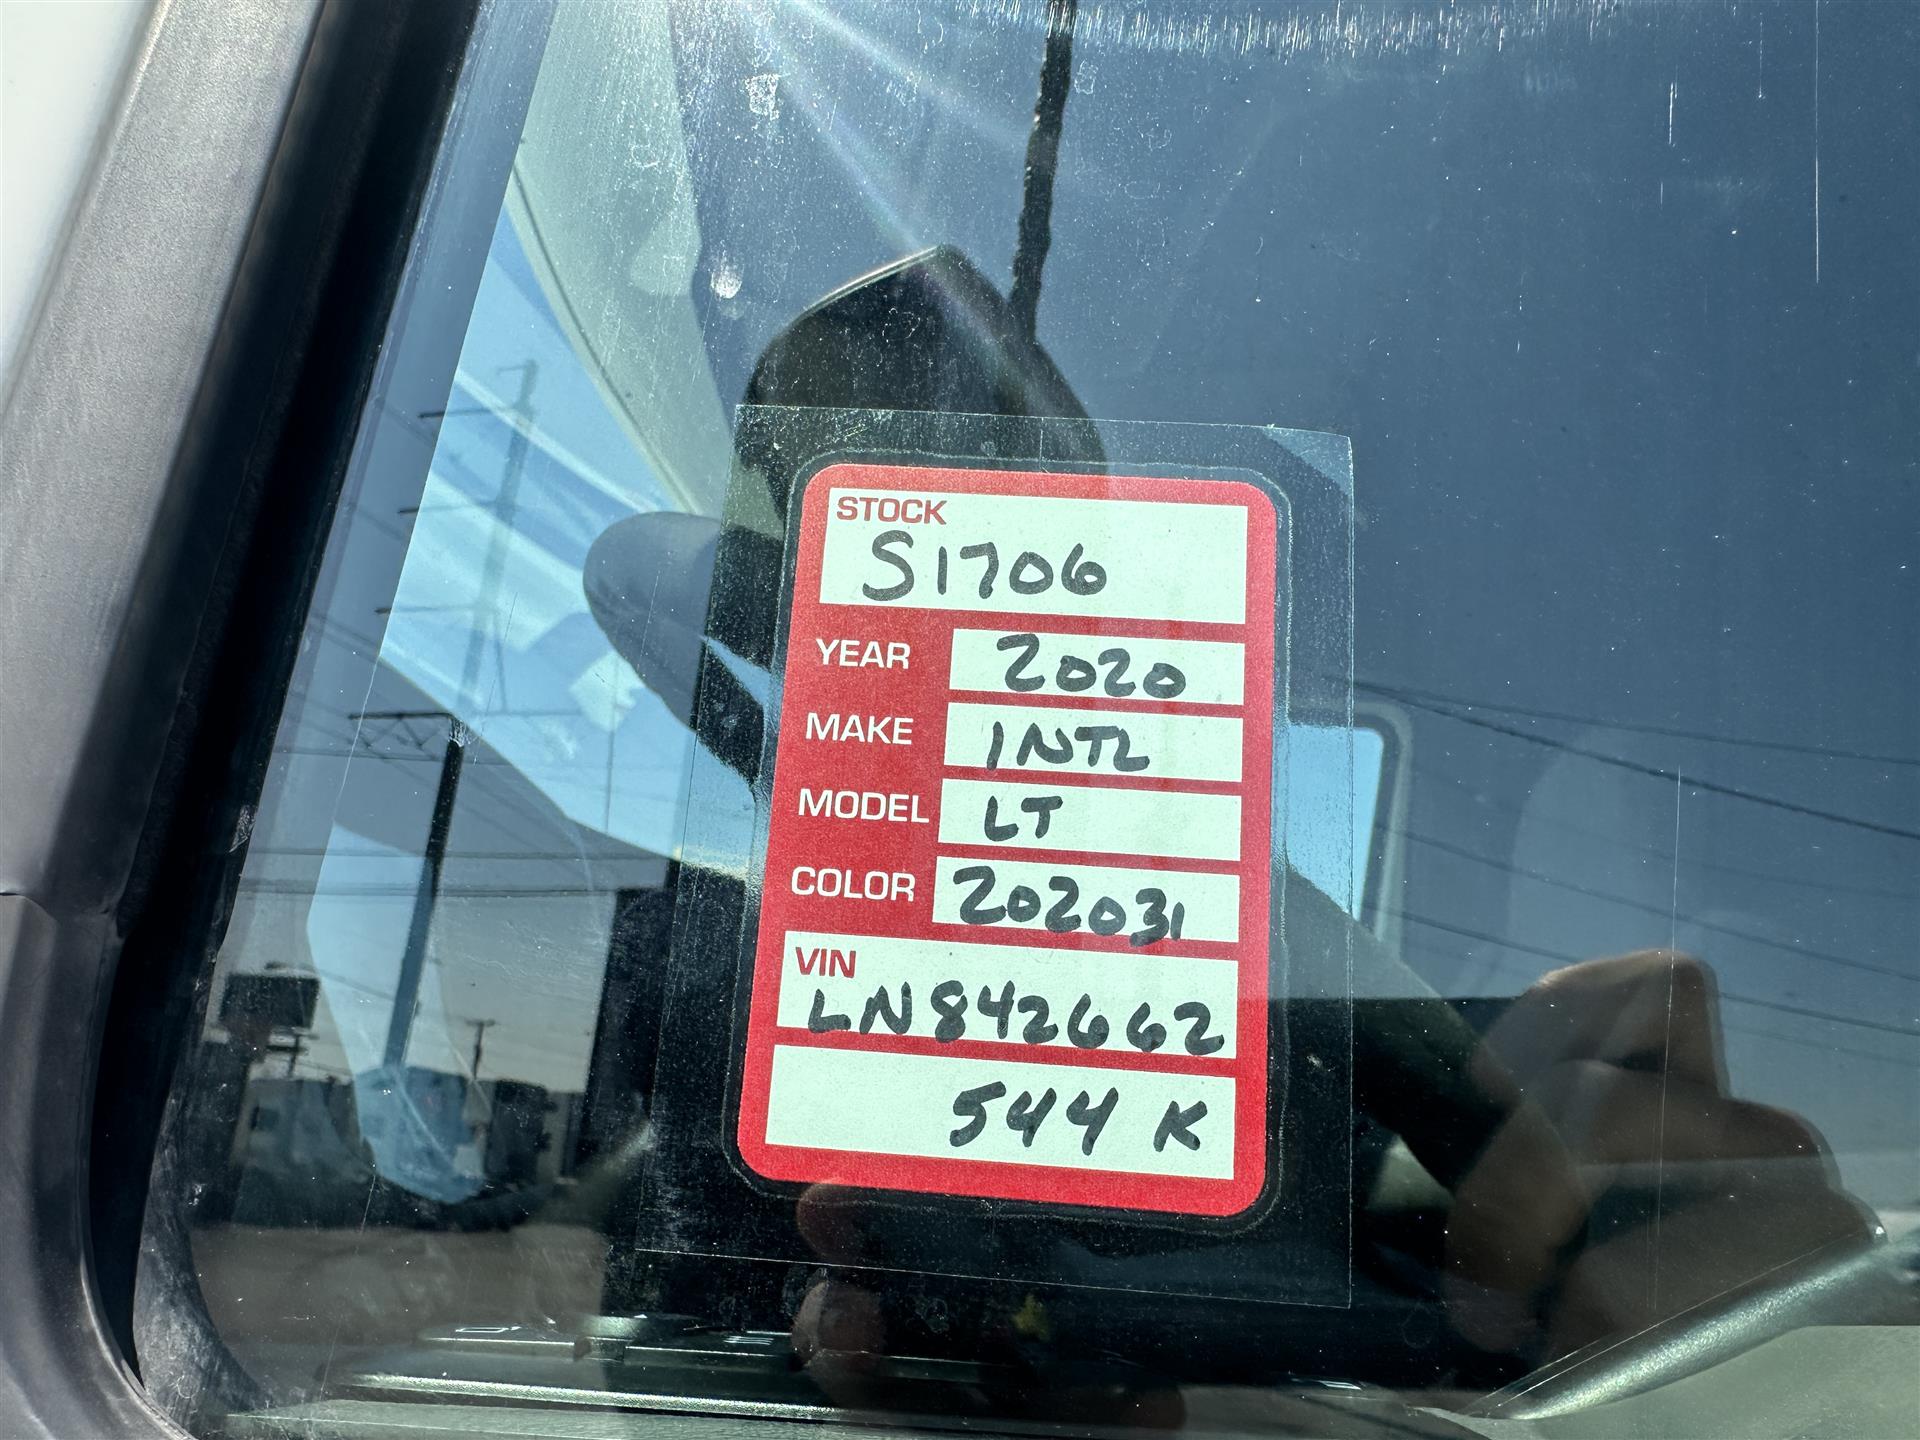 STOCK
S1706
YEAR 2020
MAKE INTL
MODEL LT
COLOR 202031
VIN
LN842662
544 K